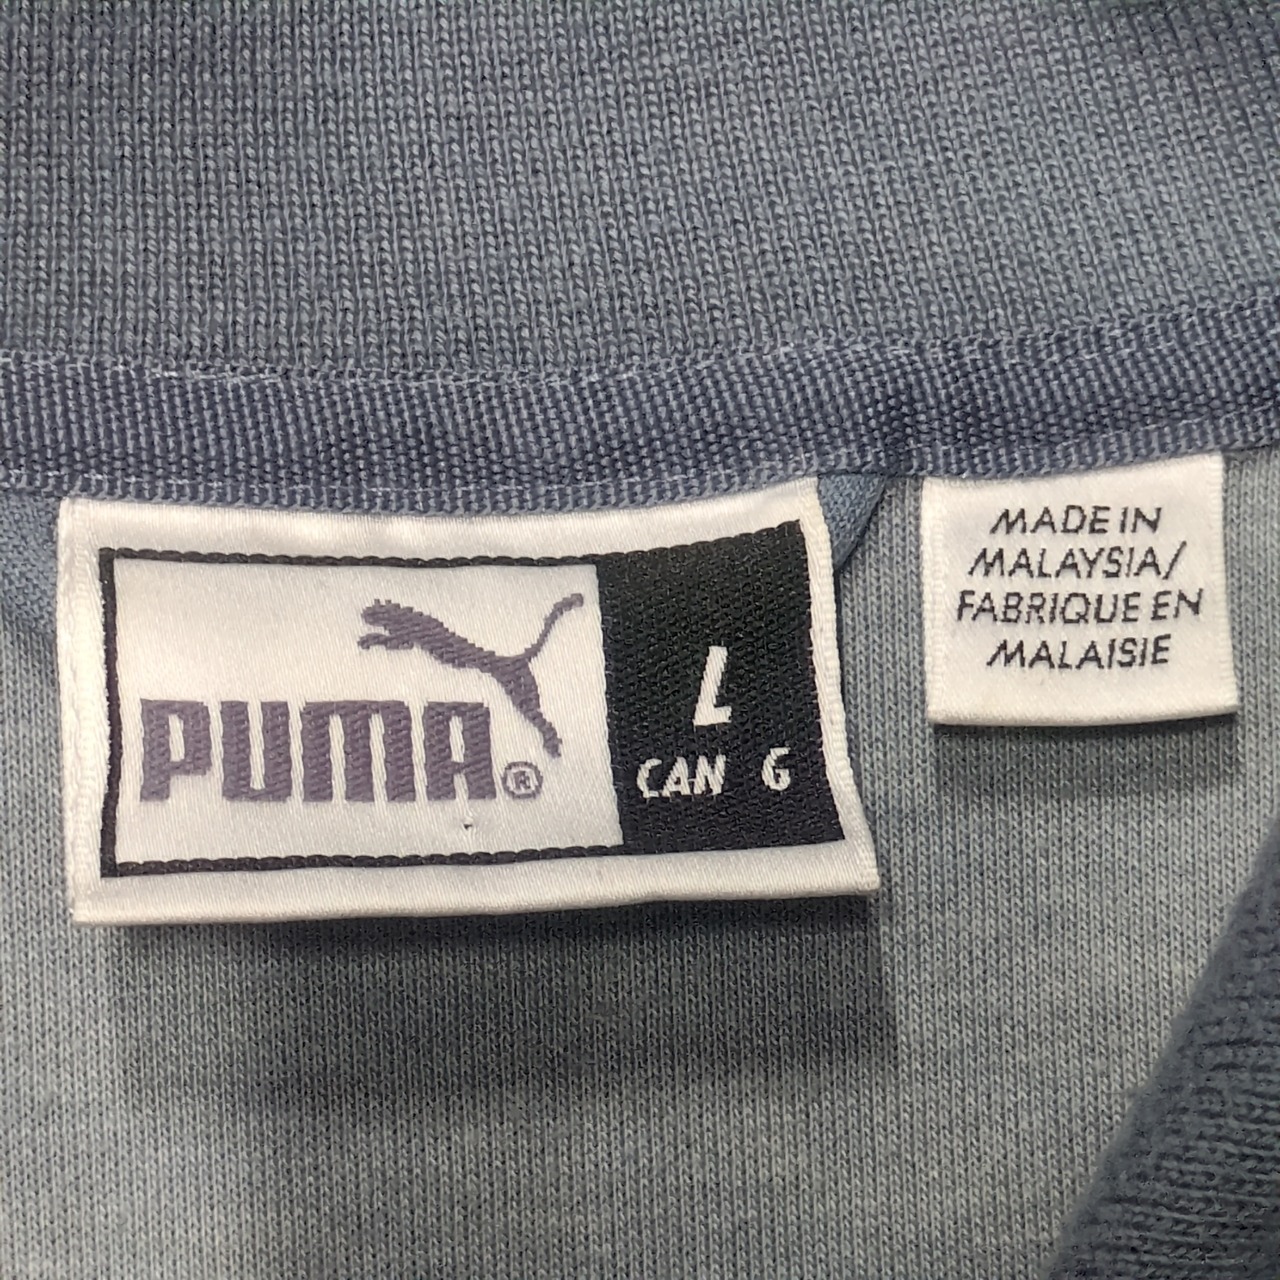 PUMA®
L
CAN G
MADE IN
MALAYSIA/
FABRIQUE EN
MALAISIE